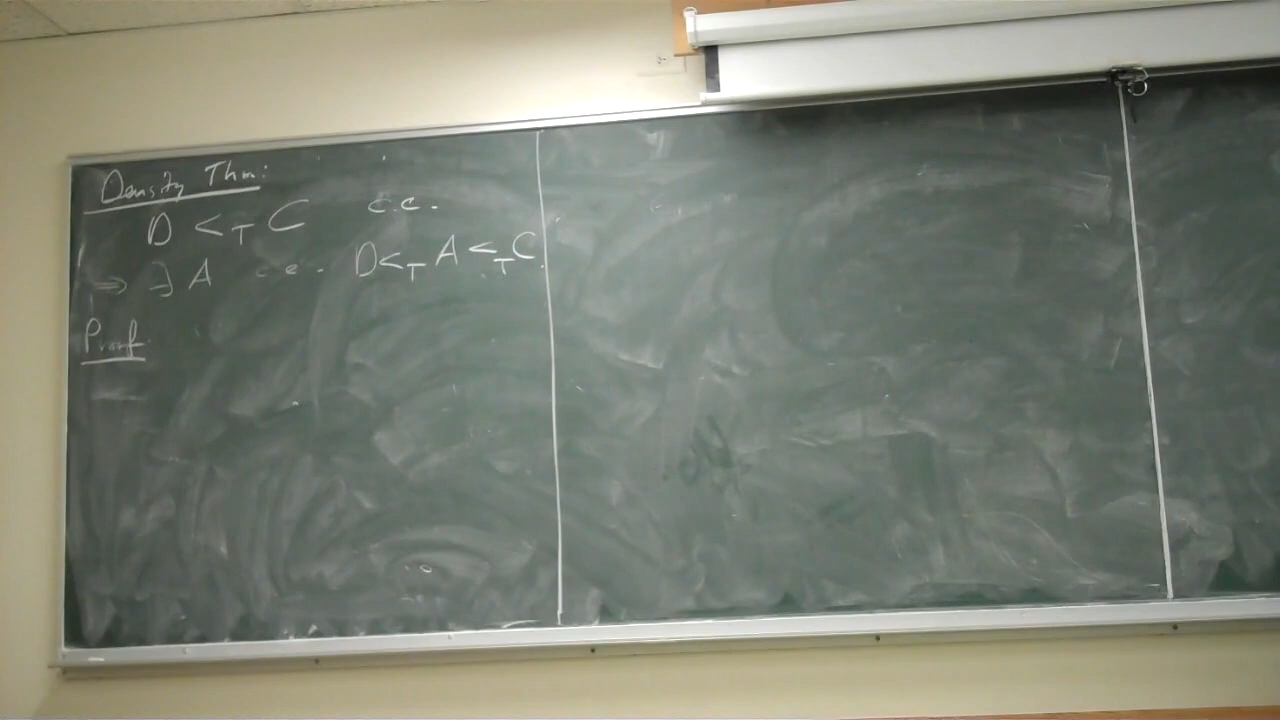 Density Thm:
D <_T C c.e.
⇒ ∃ A c.e. D <_T A <_T C.
Proof